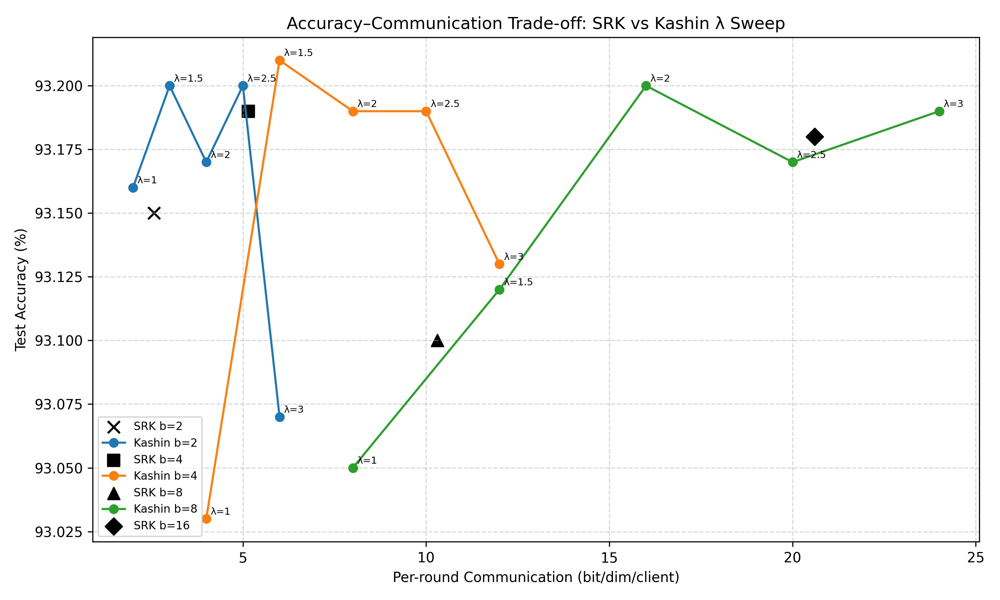 Accuracy–Communication Trade-off: SRK vs Kashin λ Sweep
Test Accuracy (%)
93.200
93.175
93.150
93.125
93.100
93.075
93.050
93.025
λ=1
λ=1.5
λ=2
λ=2.5
λ=3
λ=1
λ=1.5
λ=2
λ=2.5
λ=3
λ=1
λ=1.5
λ=2
λ=2.5
λ=3
SRK b=2
Kashin b=2
SRK b=4
Kashin b=4
SRK b=8
Kashin b=8
SRK b=16
5
10
15
20
25
Per-round Communication (bit/dim/client)